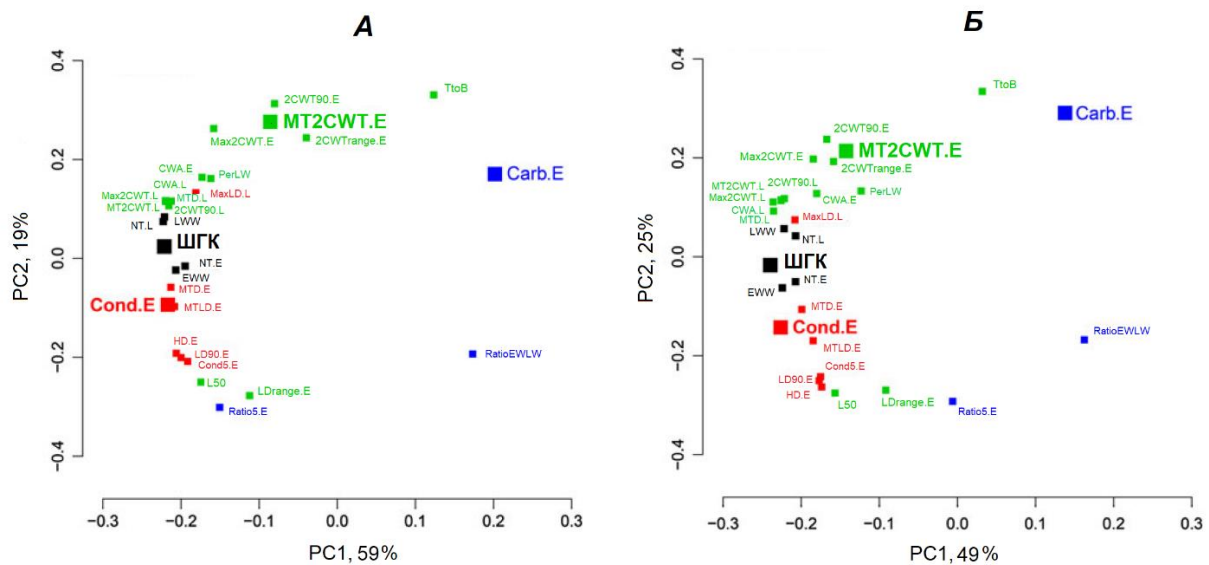 А
0.4
0.2
0.0
-0.2
-0.4
PC2, 19%
TtoB
2CWT90.E
MT2CWT.E
Max2CWT.E
2CWTrange.E
CWA.E
PerLW
Carb.E
CWA.L
MaxLD.L
Max2CWT.L
MTD.L
MT2CWT.L
2CWT90.L
NT.L
LWW
ШГК
NT.E
EWW
MTD.E
Cond.E
MTLD.E
HD.E
LD90.E
Cond5.E
RatioEWLW
L50
LDrange.E
Ratio5.E
−0.3
−0.2
−0.1
0.0
0.1
0.2
0.3
PC1, 59%
Б
0.4
0.2
0.0
-0.2
-0.4
PC2, 25%
TtoB
Carb.E
2CWT90.E
MT2CWT.E
Max2CWT.E
2CWTrange.E
MT2CWT.L
2CWT90.L
PerLW
Max2CWT.L
CWA.E
CWA.L
MTD.L
MaxLD.L
LWW
NT.L
ШГК
NT.E
EWW
MTD.E
Cond.E
MTLD.E
RatioEWLW
Cond5.E
LD90.E
HD.E
L50
LDrange.E
Ratio5.E
−0.3
−0.2
−0.1
0.0
0.1
0.2
0.3
PC1, 49%